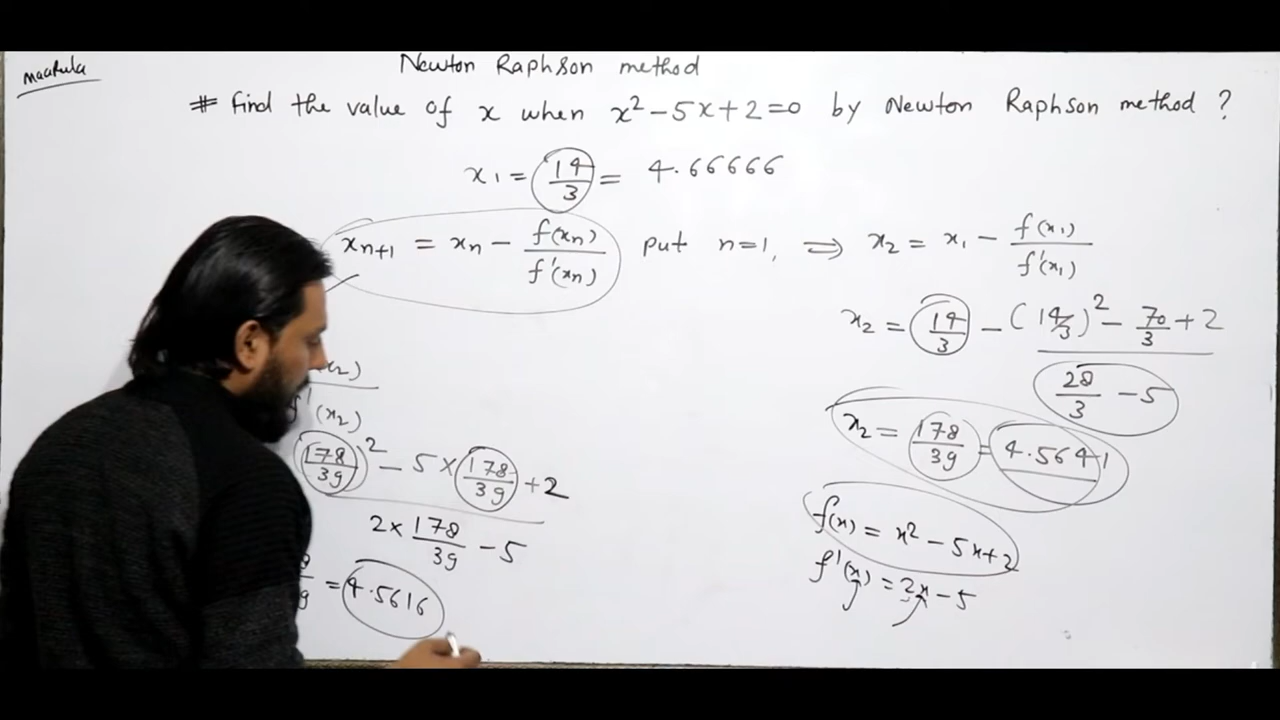 maakula
Newton Raphson method
# Find the value of x when x² - 5x + 2 = 0 by Newton Raphson method ?
x₁ = 14/3 = 4.66666
xₙ₊₁ = xₙ - f(xₙ)/f'(xₙ) put n=1, ⇒ x₂ = x₁ - f(x₁)/f'(x₁)
x₂ = 14/3 - ((14/3)² - 70/3 + 2)/(28/3 - 5)
x₂ = 178/39 = 4.5641
f(x) = x² - 5x + 2
f'(x) = 2x - 5
x₂)
f'(x₂)
(178/39)² - 5 × 178/39 + 2
2 × 178/39 - 5
= 4.5616